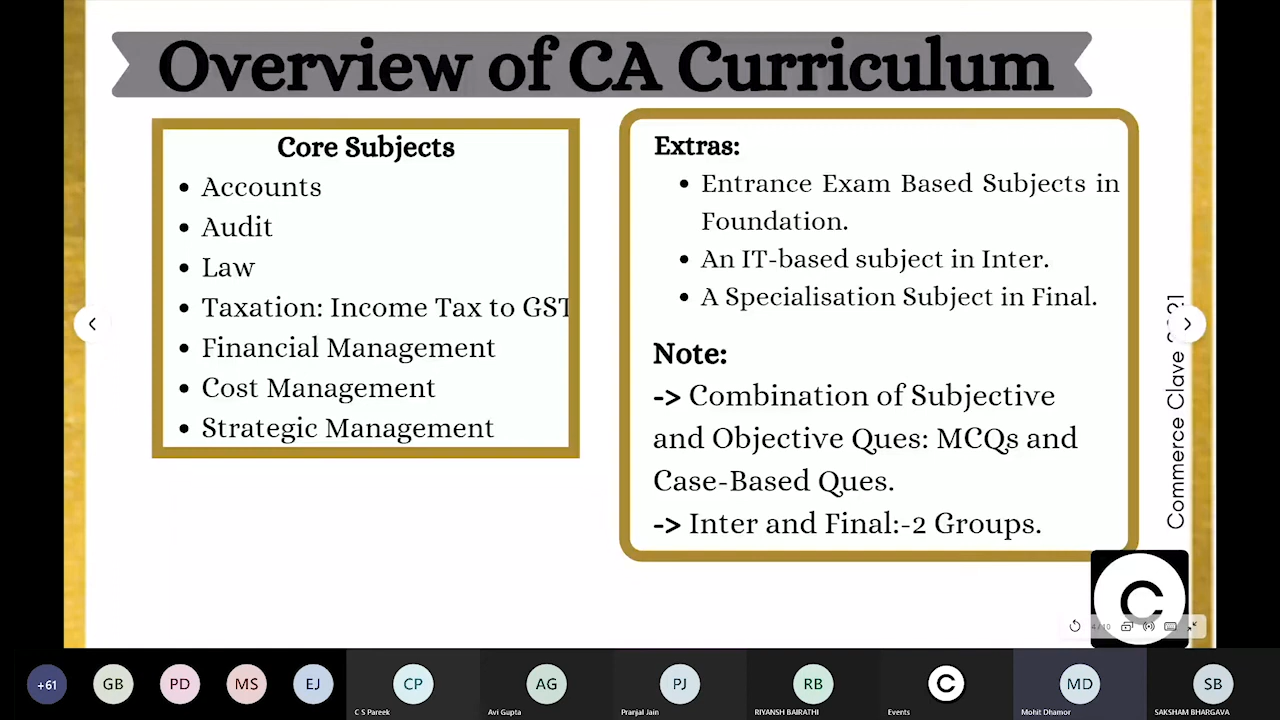 Overview of CA Curriculum
Core Subjects
• Accounts
• Audit
• Law
• Taxation: Income Tax to GST
• Financial Management
• Cost Management
• Strategic Management
Extras:
• Entrance Exam Based Subjects in
Foundation.
• An IT-based subject in Inter.
• A Specialisation Subject in Final.
Note:
-> Combination of Subjective
and Objective Ques: MCQs and
Case-Based Ques.
-> Inter and Final:-2 Groups.
Commerce Clave 2021
C
4 / 10
+61
GB
PD
MS
EJ
CP
C S Pareek
AG
Avi Gupta
PJ
Pranjal Jain
RB
RIYANSH BAIRATHI
C
Events
MD
Mohit Dhamor
SB
SAKSHAM BHARGAVA